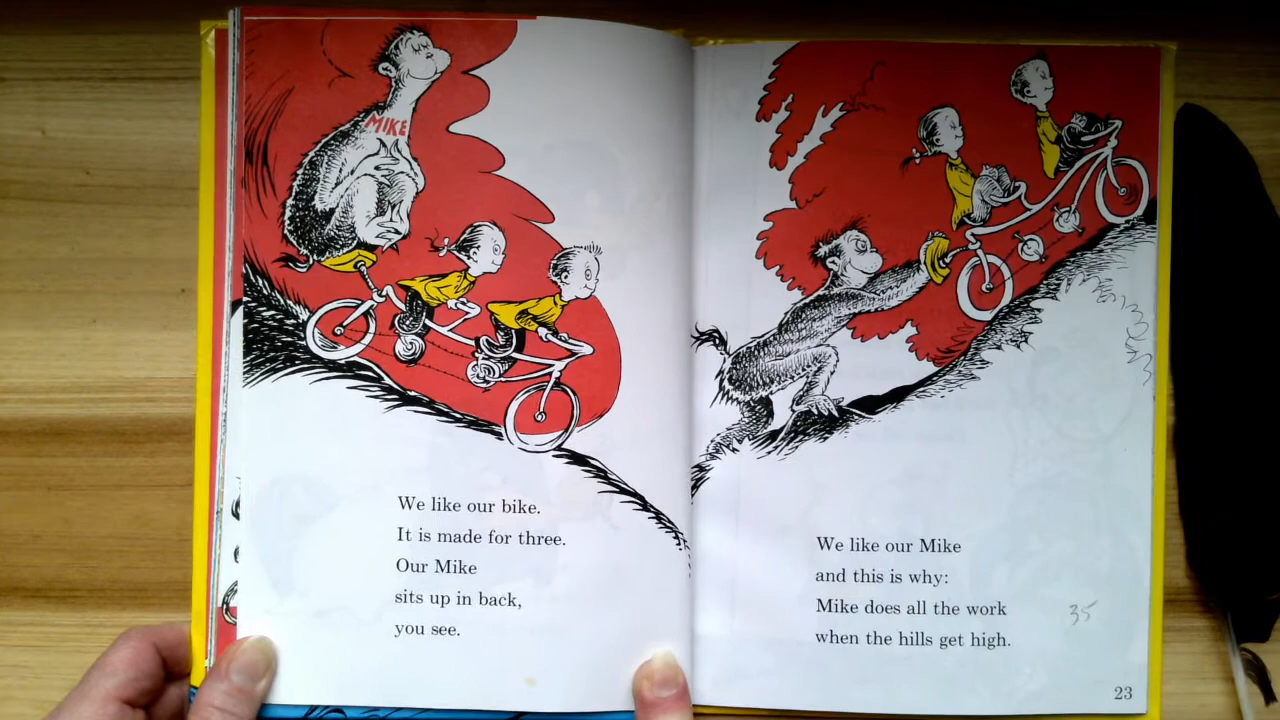 MIKE
We like our bike.
It is made for three.
Our Mike
sits up in back,
you see.
We like our Mike
and this is why:
Mike does all the work
when the hills get high.
35
23